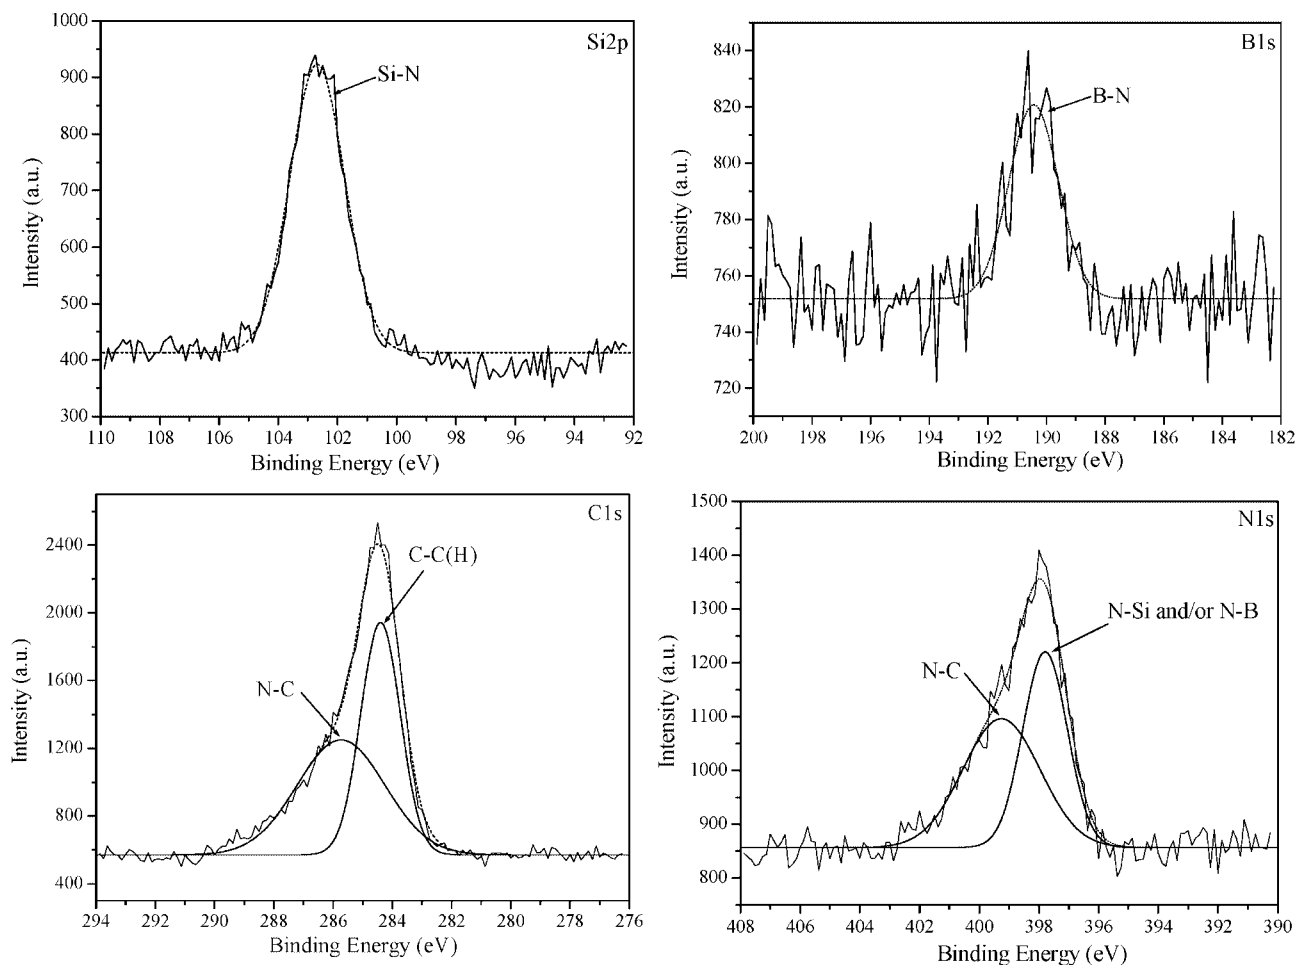 Si2p
Si-N
1000
900
800
700
600
500
400
300
110 108 106 104 102 100 98 96 94 92
Intensity (a.u.)
Binding Energy (eV)
B1s
B-N
840
820
800
780
760
740
720
200 198 196 194 192 190 188 186 184 182
Intensity (a.u.)
Binding Energy (eV)
C1s
C-C(H)
N-C
2400
2000
1600
1200
800
400
294 292 290 288 286 284 282 280 278 276
Intensity (a.u.)
Binding Energy (eV)
N1s
N-Si and/or N-B
N-C
1500
1400
1300
1200
1100
1000
900
800
408 406 404 402 400 398 396 394 392 390
Intensity (a.u.)
Binding Energy (eV)